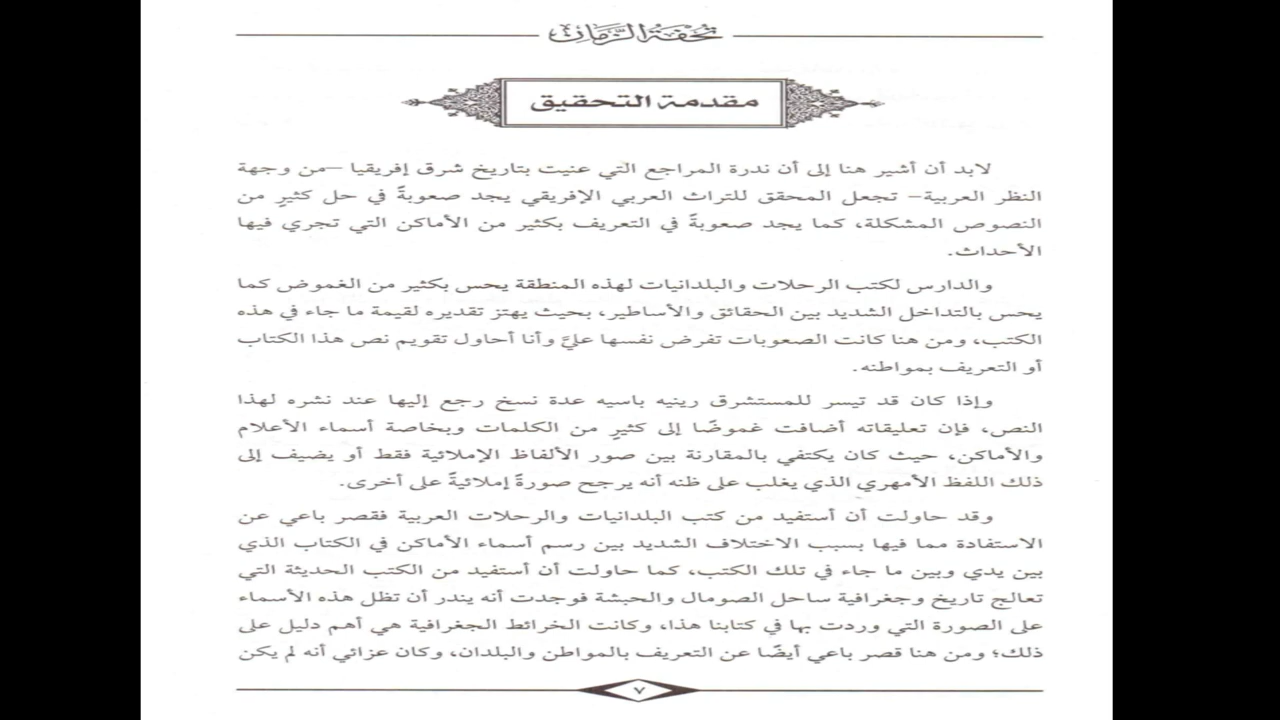 تحفة الزمان
مقدمة التحقيق
لابد أن أشير هنا إلى أن ندرة المراجع التي عنيت بتاريخ شرق إفريقيا –من وجهة
النظر العربية– تجعل المحقق للتراث العربي الإفريقي يجد صعوبةً في حل كثيرٍ من
النصوص المشكلة، كما يجد صعوبةً في التعريف بكثير من الأماكن التي تجري فيها
الأحداث.
والدارس لكتب الرحلات والبلدانيات لهذه المنطقة يحس بكثير من الغموض كما
يحس بالتداخل الشديد بين الحقائق والأساطير، بحيث يهتز تقديره لقيمة ما جاء في هذه
الكتب، ومن هنا كانت الصعوبات تفرض نفسها عليَّ وأنا أحاول تقويم نص هذا الكتاب
أو التعريف بمواطنه.
وإذا كان قد تيسر للمستشرق رينيه باسيه عدة نسخ رجع إليها عند نشره لهذا
النص، فإن تعليقاته أضافت غموضًا إلى كثيرٍ من الكلمات وبخاصة أسماء الأعلام
والأماكن، حيث كان يكتفي بالمقارنة بين صور الألفاظ الإملائية فقط أو يضيف إلى
ذلك اللفظ الأمهري الذي يغلب على ظنه أنه يرجح صورةً إملائيةً على أخرى.
وقد حاولت أن أستفيد من كتب البلدانيات والرحلات العربية فقصر باعي عن
الاستفادة مما فيها بسبب الاختلاف الشديد بين رسم أسماء الأماكن في الكتاب الذي
بين يدي وبين ما جاء في تلك الكتب، كما حاولت أن أستفيد من الكتب الحديثة التي
تعالج تاريخ وجغرافية ساحل الصومال والحبشة فوجدت أنه يندر أن تظل هذه الأسماء
على الصورة التي وردت بها في كتابنا هذا، وكانت الخرائط الجغرافية هي أهم دليل على
ذلك؛ ومن هنا قصر باعي أيضًا عن التعريف بالمواطن والبلدان، وكان عزائي أنه لم يكن
٧